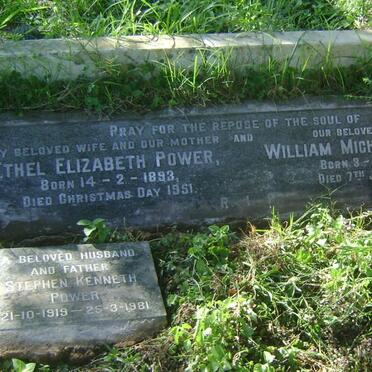 PRAY FOR THE REPOSE OF THE SOUL OF
MY BELOVED WIFE AND OUR MOTHER AND OUR BELOVE
ETHEL ELIZABETH POWER, WILLIAM MICH
BORN 14-2-1893, BORN 3-
DIED CHRISTMAS DAY 1951. DIED 7TH
R I
A BELOVED HUSBAND
AND FATHER
STEPHEN KENNETH
POWER
21-10-1919 - 25-3-1981